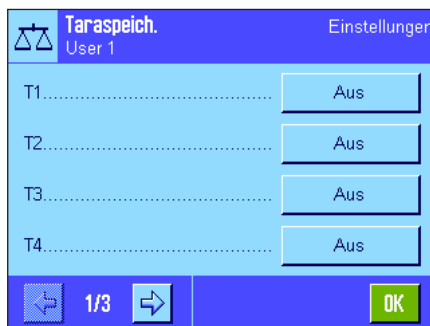 Taraspeich.
Einstellungen
User 1
T1........................................ Aus
T2........................................ Aus
T3........................................ Aus
T4........................................ Aus
1/3
OK